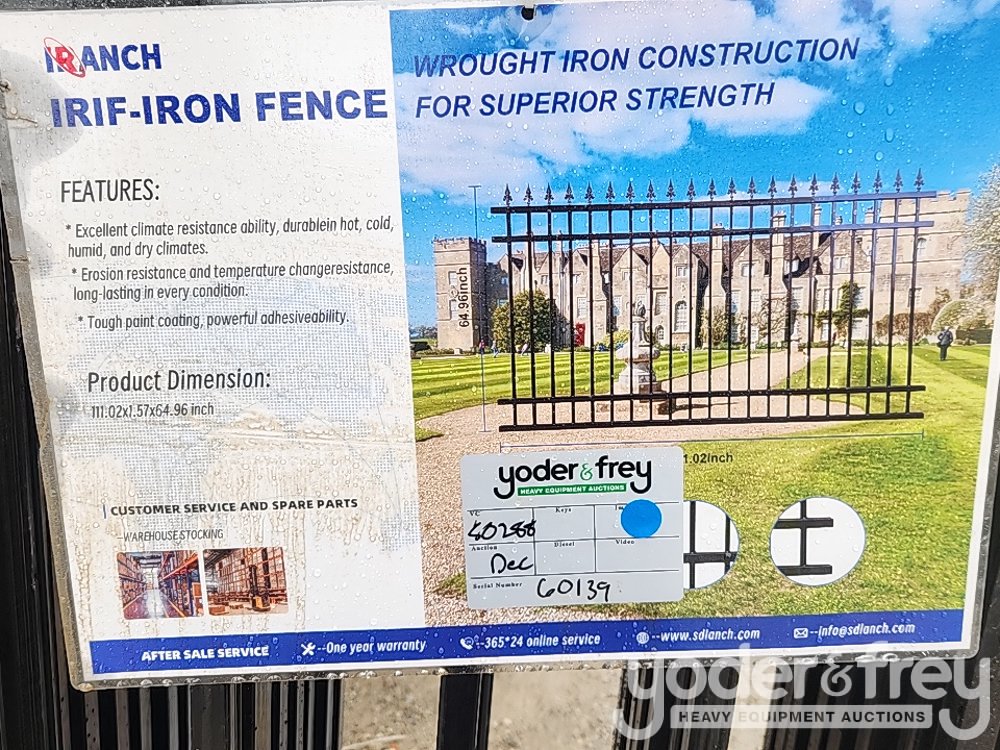 IRANCH
IRIF-IRON FENCE
WROUGHT IRON CONSTRUCTION
FOR SUPERIOR STRENGTH
FEATURES:
* Excellent climate resistance ability, durablein hot, cold,
humid, and dry climates.
* Erosion resistance and temperature changeresistance,
long-lasting in every condition.
* Tough paint coating, powerful adhesiveability.
Product Dimension:
111.02x1.57x64.96 inch
64.96inch
1.02inch
CUSTOMER SERVICE AND SPARE PARTS
WAREHOUSE STOCKING
yoder&frey
HEAVY EQUIPMENT AUCTIONS
VC Keys
Auction Diesel Video
Dec
Serial Number
60139
AFTER SALE SERVICE --One year warranty --365*24 online service --www.sdlanch.com --info@sdlanch.com
yoder&frey
HEAVY EQUIPMENT AUCTIONS